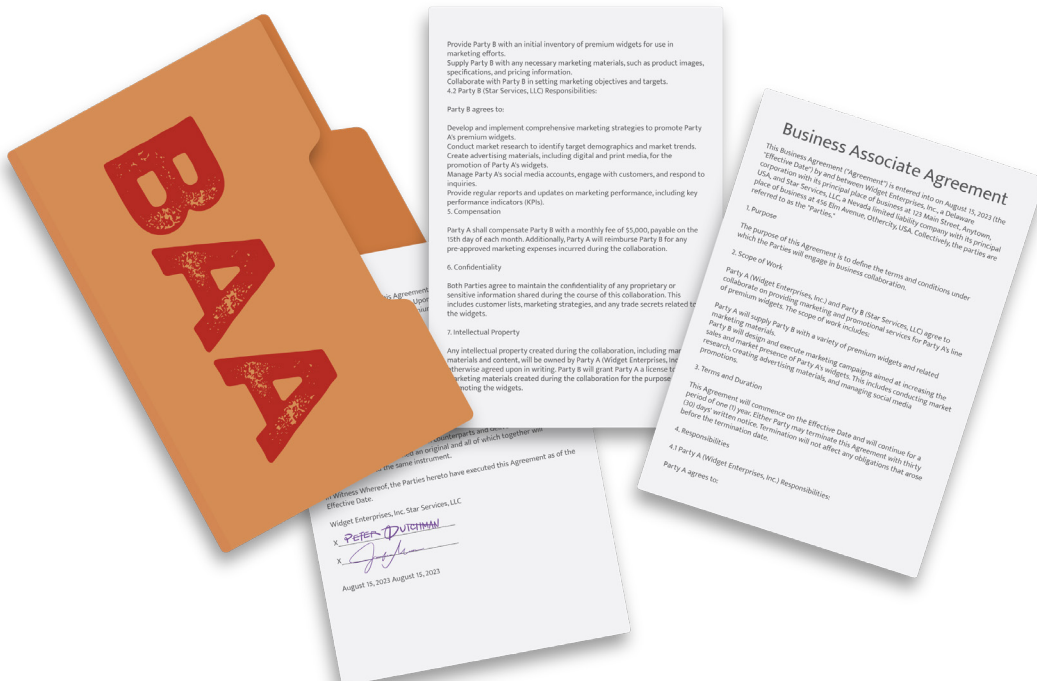 BAA
Business Associate Agreement
This Business Agreement ("Agreement") is entered into on August 15, 2023 (the
"Effective Date") by and between Widget Enterprises, Inc., a Delaware
corporation with its principal place of business at 123 Main Street, Anytown,
USA, and Star Services, LLC, a Nevada limited liability company with its principal
place of business at 456 Elm Avenue, Othercity, USA. Collectively, the parties are
referred to as the "Parties."
1. Purpose
The purpose of this Agreement is to define the terms and conditions under
which the Parties will engage in business collaboration.
2. Scope of Work
Party A (Widget Enterprises, Inc.) and Party B (Star Services, LLC) agree to
collaborate on providing marketing and promotional services for Party A's line
of premium widgets. The scope of work includes:
Party A will supply Party B with a variety of premium widgets and related
marketing materials.
Party B will design and execute marketing campaigns aimed at increasing the
sales and market presence of Party A's widgets. This includes conducting market
research, creating advertising materials, and managing social media
promotions.
3. Terms and Duration
This Agreement will commence on the Effective Date and will continue for a
period of one (1) year. Either Party may terminate this Agreement with thirty
(30) days' written notice. Termination will not affect any obligations that arose
before the termination date.
4. Responsibilities
4.1 Party A (Widget Enterprises, Inc.) Responsibilities:
Party A agrees to:
Provide Party B with an initial inventory of premium widgets for use in
marketing efforts.
Supply Party B with any necessary marketing materials, such as product images,
specifications, and pricing information.
Collaborate with Party B in setting marketing objectives and targets.
4.2 Party B (Star Services, LLC) Responsibilities:
Party B agrees to:
Develop and implement comprehensive marketing strategies to promote Party
A's premium widgets.
Conduct market research to identify target demographics and market trends.
Create advertising materials, including digital and print media, for the
promotion of Party A's widgets.
Manage Party A's social media accounts, engage with customers, and respond to
inquiries.
Provide regular reports and updates on marketing performance, including key
performance indicators (KPIs).
5. Compensation
Party A shall compensate Party B with a monthly fee of $5,000, payable on the
15th day of each month. Additionally, Party A will reimburse Party B for any
pre-approved marketing expenses incurred during the collaboration.
6. Confidentiality
Both Parties agree to maintain the confidentiality of any proprietary or
sensitive information shared during the course of this collaboration. This
includes customer lists, marketing strategies, and any trade secrets related to
the widgets.
7. Intellectual Property
Any intellectual property created during the collaboration, including
materials and content, will be owned by Party A (Widget Enterprises,
otherwise agreed upon in writing. Party B will grant Party A a license to
marketing materials created during the collaboration for the purpose
the widgets.
this Agreement
Upon
counterparts and
an original and all of which together will
the same instrument.
In Witness Whereof, the Parties hereto have executed this Agreement as of the
Effective Date.
Widget Enterprises, Inc. Star Services, LLC
X PETER DUTCHMAN
X
August 15, 2023 August 15, 2023